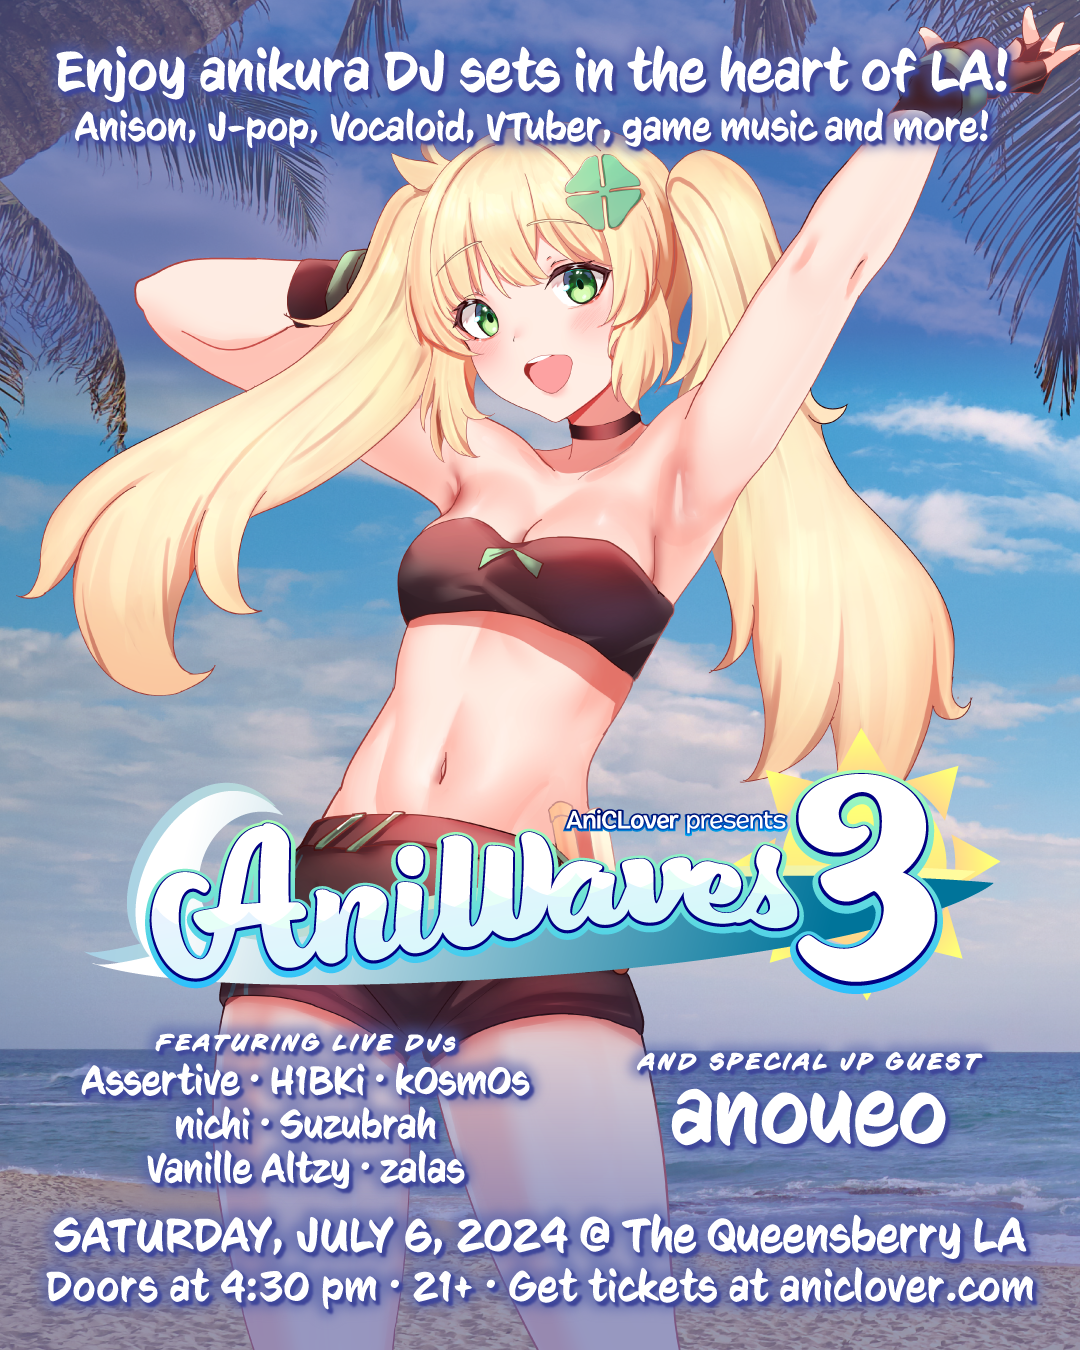 Enjoy anikura DJ sets in the heart of LA!
Anison, J-pop, Vocaloid, VTuber, game music and more!
AniCLover presents
AniWaves 3
FEATURING LIVE DJs
Assertive • H1BKi • k0sm0s
nichi • Suzubrah
Vanille Altzy • zalas
AND SPECIAL JP GUEST
anoueo
SATURDAY, JULY 6, 2024 @ The Queensberry LA
Doors at 4:30 pm • 21+ • Get tickets at aniclover.com